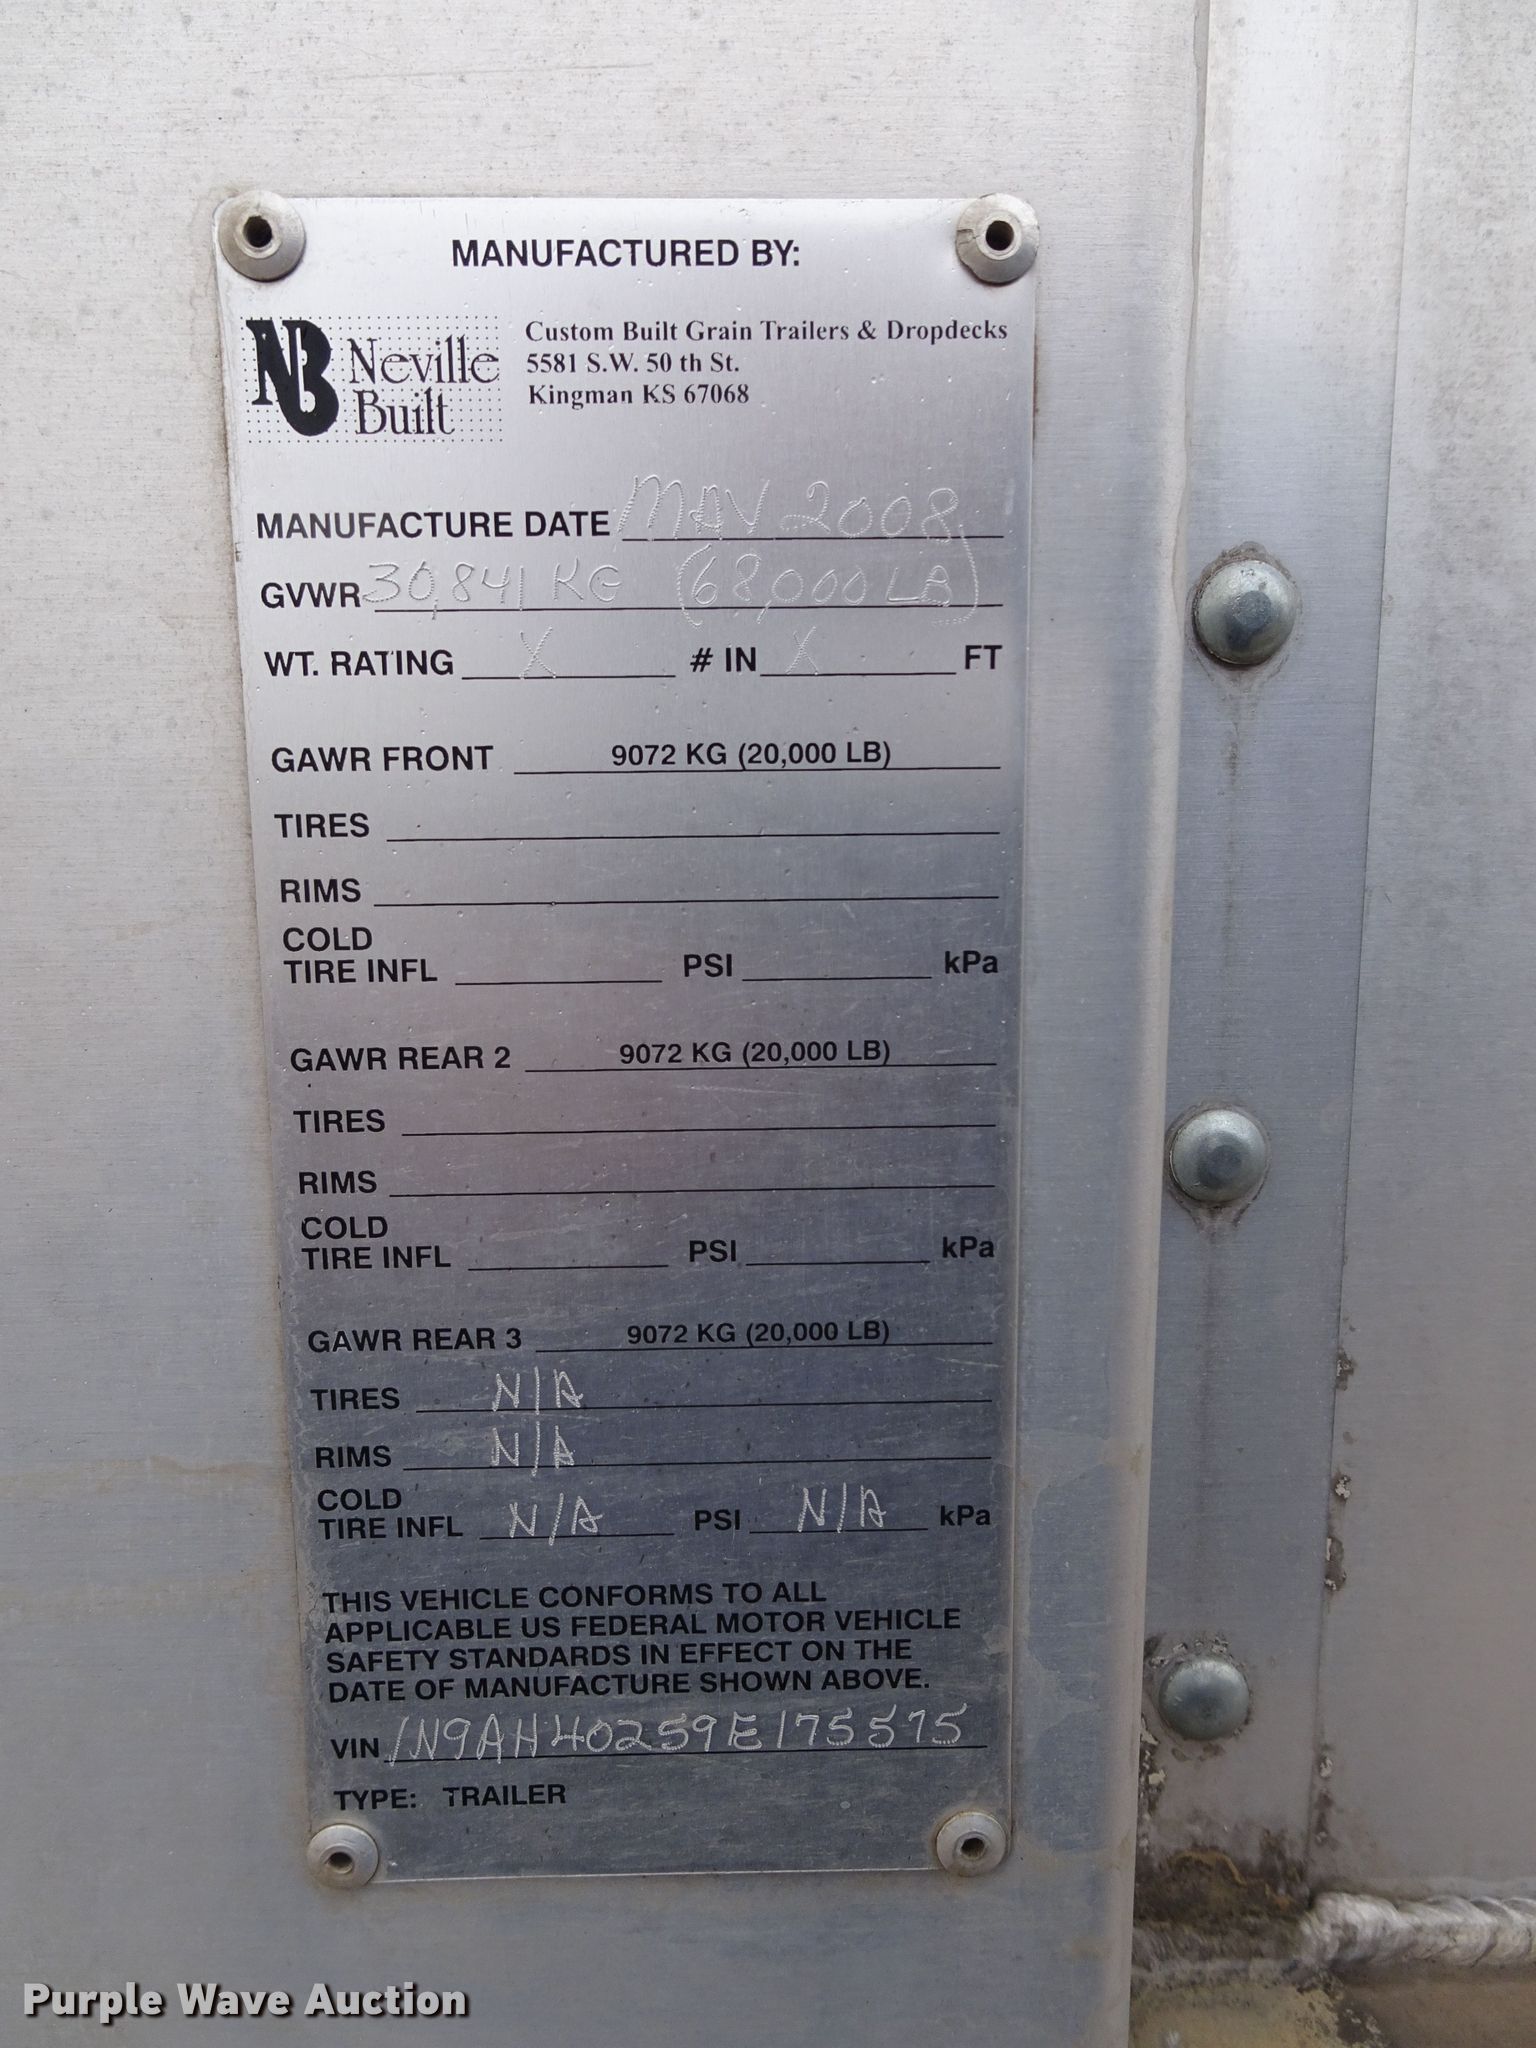 MANUFACTURED BY:
NB Neville Built
Custom Built Grain Trailers & Dropdecks
5581 S.W. 50 th St.
Kingman KS 67068
MANUFACTURE DATE MAY 2008
GVWR 30,841 KG (68,000 LB)
WT. RATING X # IN X FT
GAWR FRONT 9072 KG (20,000 LB)
TIRES
RIMS
COLD
TIRE INFL PSI kPa
GAWR REAR 2 9072 KG (20,000 LB)
TIRES
RIMS
COLD
TIRE INFL PSI kPa
GAWR REAR 3 9072 KG (20,000 LB)
TIRES N/A
RIMS N/A
COLD
TIRE INFL N/A PSI N/A kPa
THIS VEHICLE CONFORMS TO ALL
APPLICABLE US FEDERAL MOTOR VEHICLE
SAFETY STANDARDS IN EFFECT ON THE
DATE OF MANUFACTURE SHOWN ABOVE.
VIN 1N9AH40259E175575
TYPE: TRAILER
Purple Wave Auction